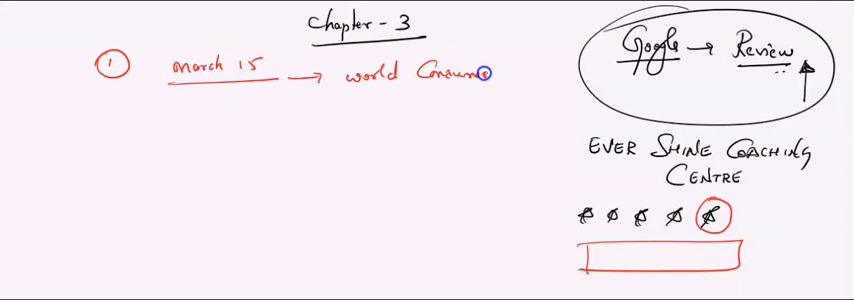 Chapter - 3
① March 15 → world Consume
Google → Review
EVER SHINE COACHING
CENTRE